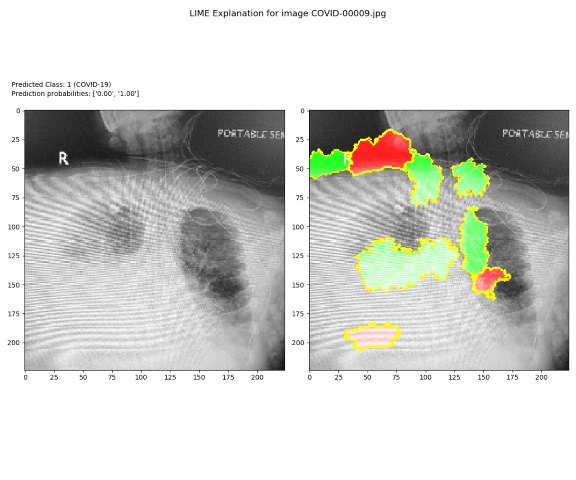 LIME Explanation for image COVID-00009.jpg
Predicted Class: 1 (COVID-19)
Prediction probabilities: ['0.00', '1.00']
0
25
50
75
100
125
150
175
200
0 25 50 75 100 125 150 175 200
R
PORTABLE
0
25
50
75
100
125
150
175
200
0 25 50 75 100 125 150 175 200
R
PORTABLE